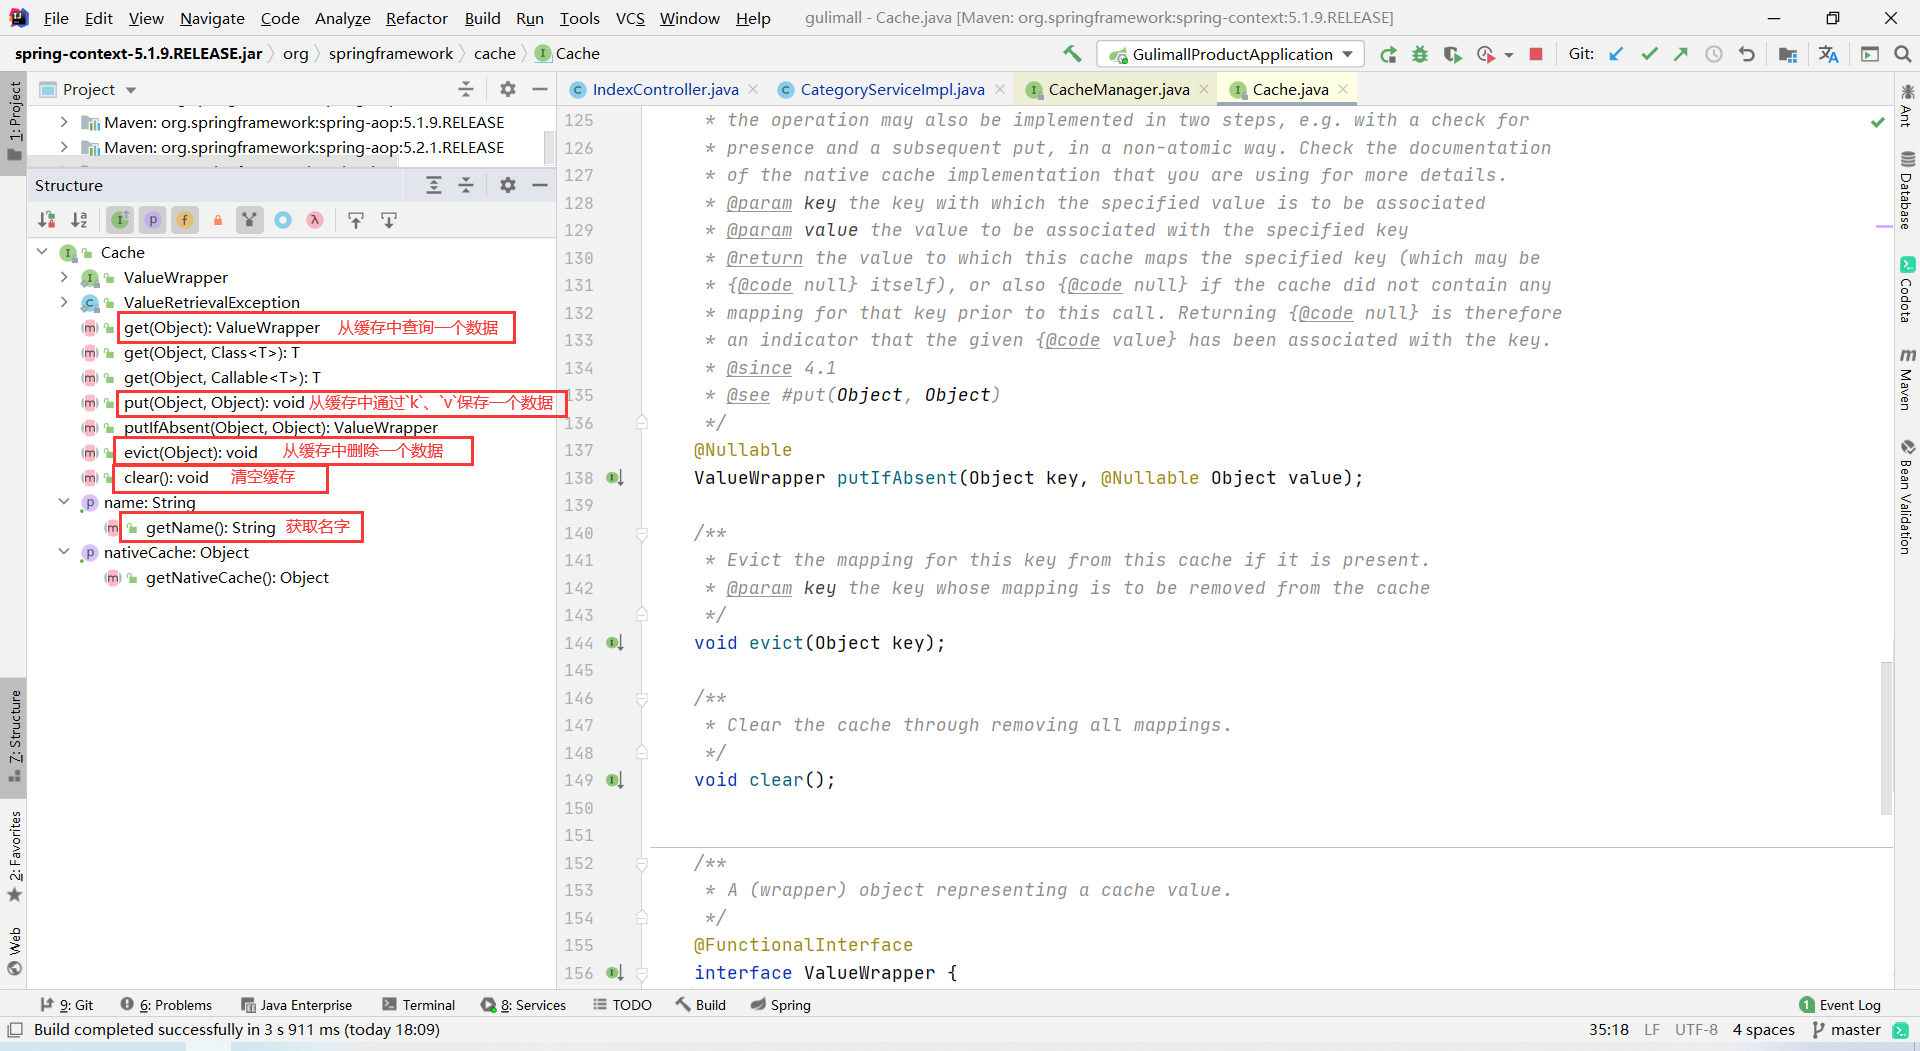 File Edit View Navigate Code Analyze Refactor Build Run Tools VCS Window Help gulimall - Cache.java [Maven: org.springframework:spring-context:5.1.9.RELEASE]
spring-context-5.1.9.RELEASE.jar org springframework cache Cache GulimallProductApplication Git:
1: Project
Project
Maven: org.springframework:spring-aop:5.1.9.RELEASE
Maven: org.springframework:spring-aop:5.2.1.RELEASE
Structure
Cache
ValueWrapper
ValueRetrievalException
get(Object): ValueWrapper 从缓存中查询一个数据
get(Object, Class<T>): T
get(Object, Callable<T>): T
put(Object, Object): void 从缓存中通过`k`、`v`保存一个数据
putIfAbsent(Object, Object): ValueWrapper
evict(Object): void 从缓存中删除一个数据
clear(): void 清空缓存
name: String
getName(): String 获取名字
nativeCache: Object
getNativeCache(): Object
7: Structure
2: Favorites
Web
IndexController.java CategoryServiceImpl.java CacheManager.java Cache.java
125 * the operation may also be implemented in two steps, e.g. with a check for
126 * presence and a subsequent put, in a non-atomic way. Check the documentation
127 * of the native cache implementation that you are using for more details.
128 * @param key the key with which the specified value is to be associated
129 * @param value the value to be associated with the specified key
130 * @return the value to which this cache maps the specified key (which may be
131 * {@code null} itself), or also {@code null} if the cache did not contain any
132 * mapping for that key prior to this call. Returning {@code null} is therefore
133 * an indicator that the given {@code value} has been associated with the key.
134 * @since 4.1
135 * @see #put(Object, Object)
136 */
137 @Nullable
138 ValueWrapper putIfAbsent(Object key, @Nullable Object value);
139
140 /**
141 * Evict the mapping for this key from this cache if it is present.
142 * @param key the key whose mapping is to be removed from the cache
143 */
144 void evict(Object key);
145
146 /**
147 * Clear the cache through removing all mappings.
148 */
149 void clear();
150
151
152 /**
153 * A (wrapper) object representing a cache value.
154 */
155 @FunctionalInterface
156 interface ValueWrapper {
Ant
Database
Codota
Maven
Bean Validation
9: Git 6: Problems Java Enterprise Terminal 8: Services TODO Build Spring 1 Event Log
Build completed successfully in 3 s 911 ms (today 18:09) 35:18 LF UTF-8 4 spaces master